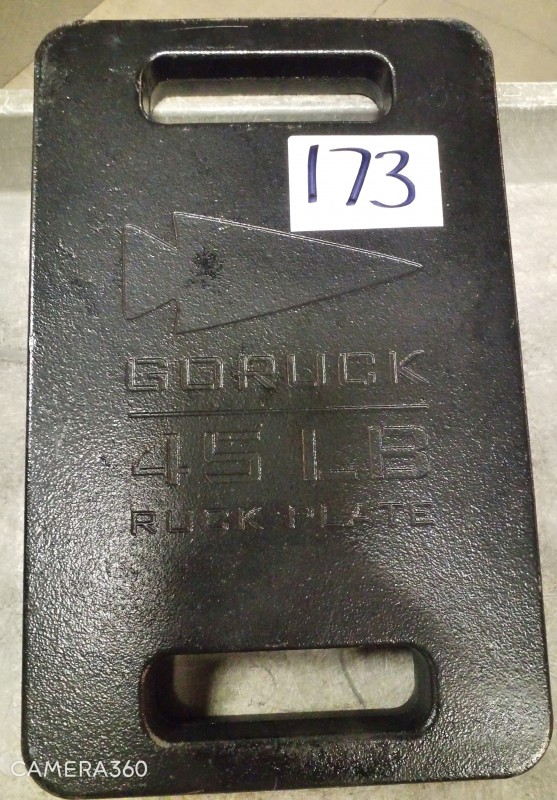 173
GORUCK
45 LB
RUCK PLATE
CAMERA360